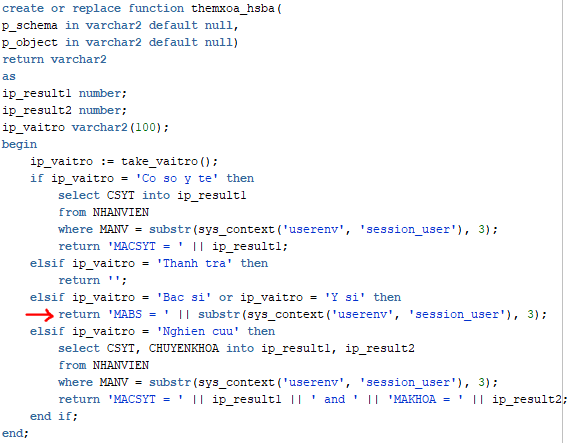 create or replace function themxoa_hsba(
p_schema in varchar2 default null,
p_object in varchar2 default null)
return varchar2
as
ip_result1 number;
ip_result2 number;
ip_vaitro varchar2(100);
begin
    ip_vaitro := take_vaitro();
    if ip_vaitro = 'Co so y te' then
        select CSYT into ip_result1
        from NHANVIEN
        where MANV = substr(sys_context('userenv', 'session_user'), 3);
        return 'MACSYT = ' || ip_result1;
    elsif ip_vaitro = 'Thanh tra' then
        return '';
    elsif ip_vaitro = 'Bac si' or ip_vaitro = 'Y si' then
        return 'MABS = ' || substr(sys_context('userenv', 'session_user'), 3);
    elsif ip_vaitro = 'Nghien cuu' then
        select CSYT, CHUYENKHOA into ip_result1, ip_result2
        from NHANVIEN
        where MANV = substr(sys_context('userenv', 'session_user'), 3);
        return 'MACSYT = ' || ip_result1 || ' and ' || 'MAKHOA = ' || ip_result2;
    end if;
end;